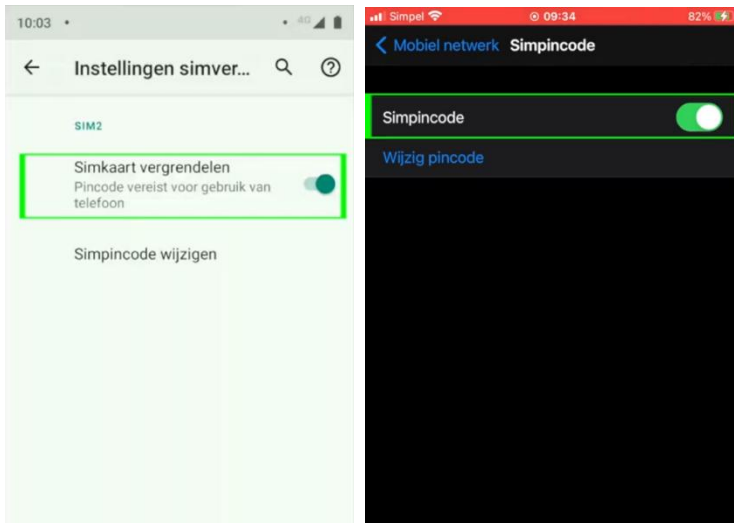 10:03
4G
Instellingen simver...
SIM2
Simkaart vergrendelen
Pincode vereist voor gebruik van
telefoon
Simpincode wijzigen
Simpel
09:34
82%
Mobiel netwerk
Simpincode
Simpincode
Wijzig pincode